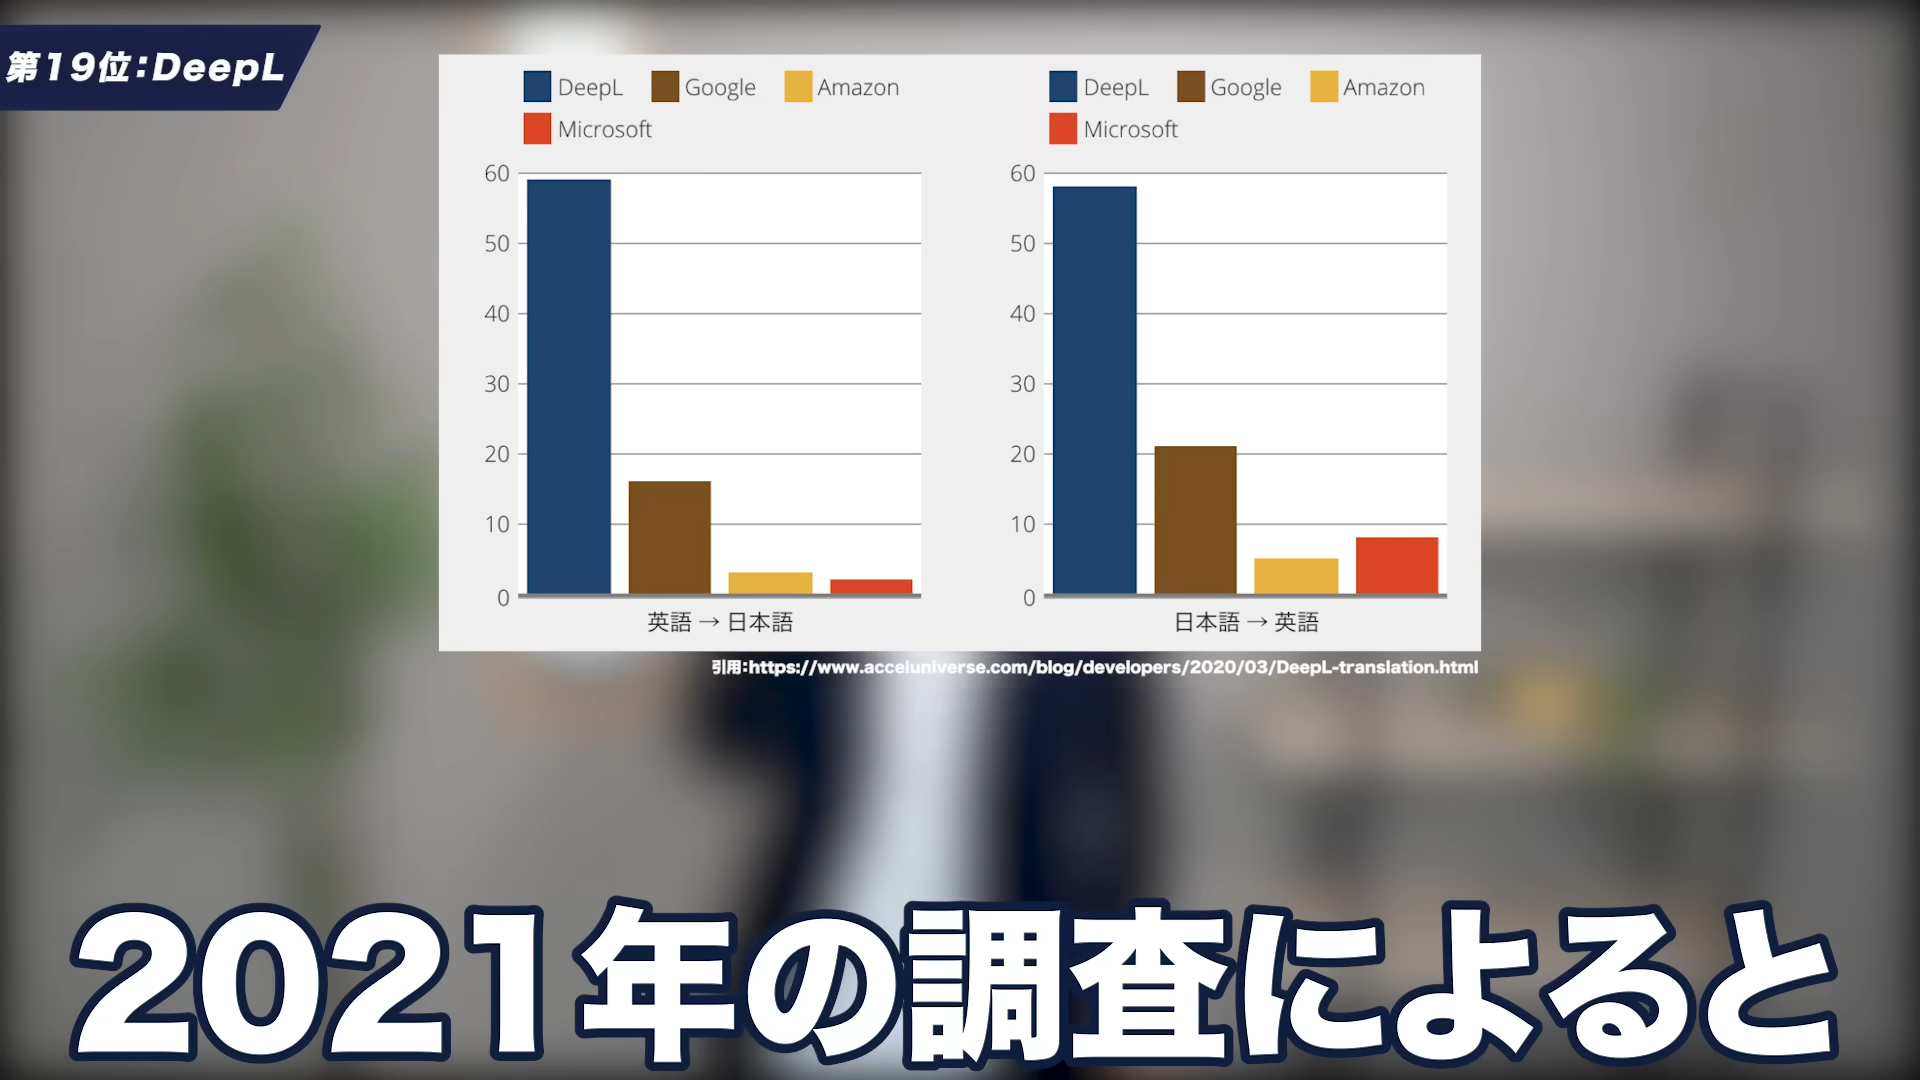 第19位:DeepL
DeepL Google Amazon
Microsoft
60
50
40
30
20
10
0
英語 → 日本語
DeepL Google Amazon
Microsoft
60
50
40
30
20
10
0
日本語 → 英語
引用:https://www.acceluniverse.com/blog/developers/2020/03/DeepL-translation.html
2021年の調査によると